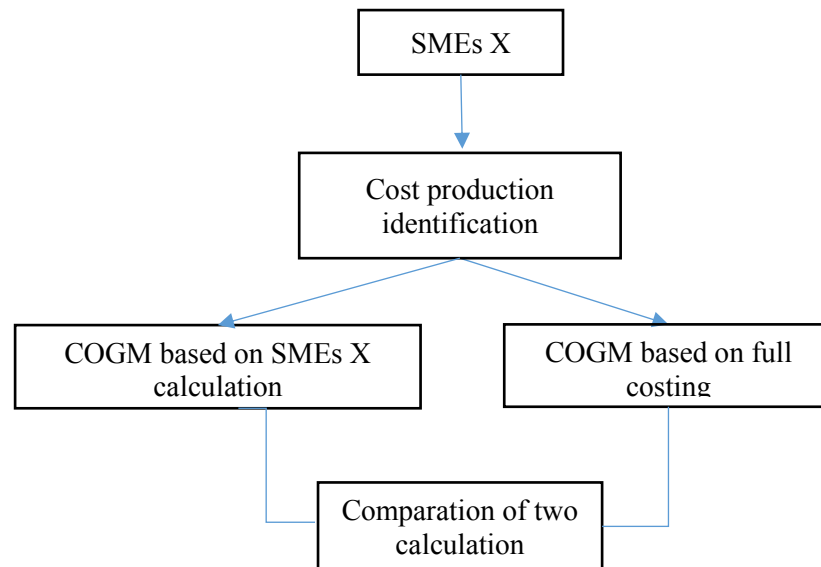 SMEs X
Cost production
identification
COGM based on SMEs X
calculation
COGM based on full
costing
Comparation of two
calculation